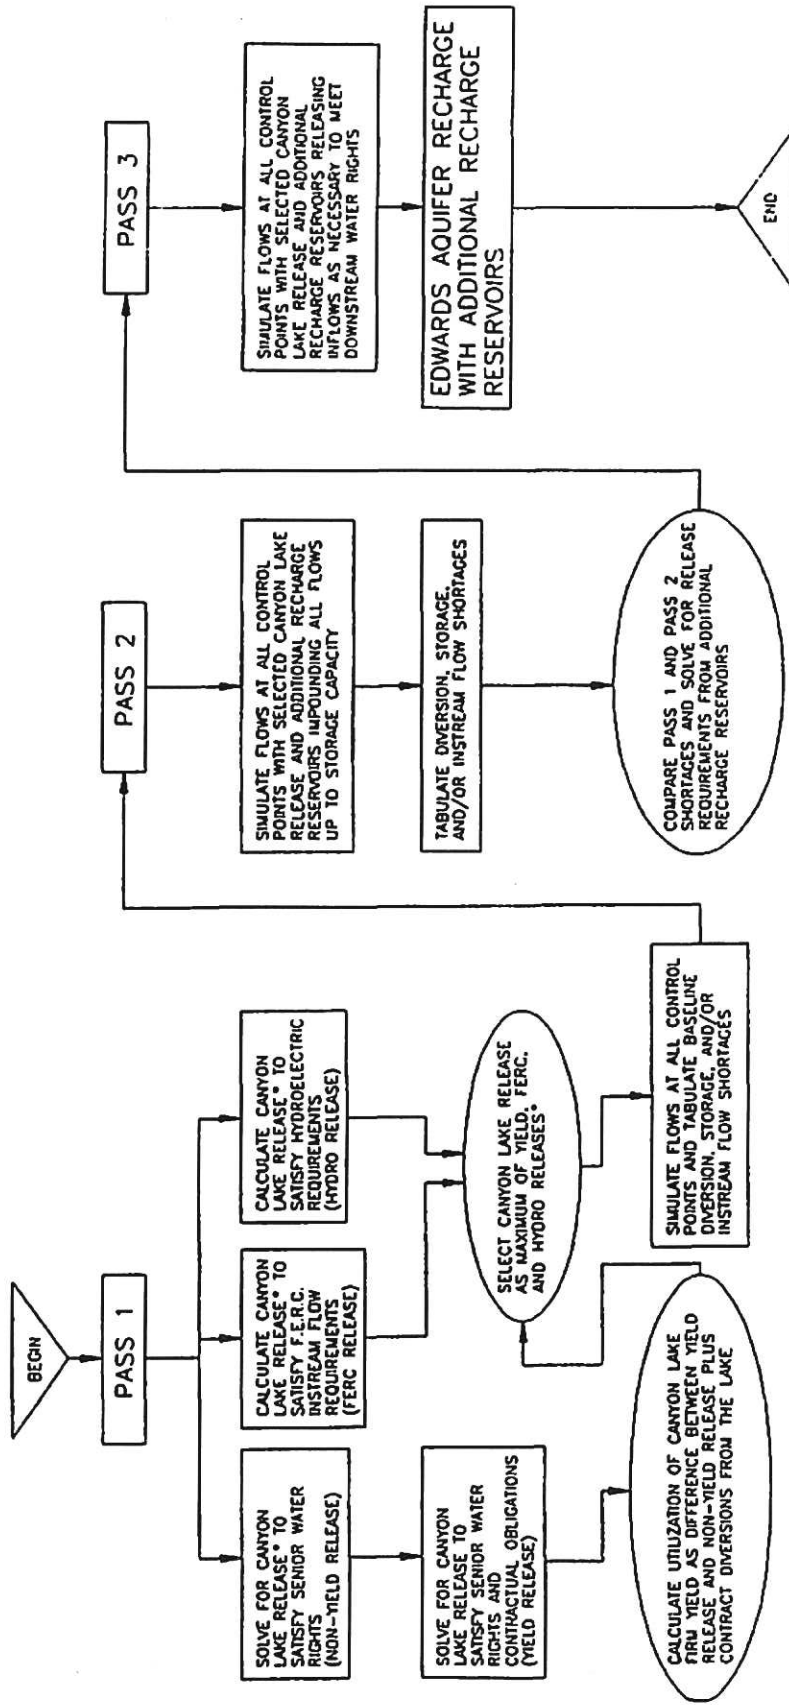 BEGIN
PASS 1
SOLVE FOR CANYON
LAKE RELEASE* TO
SATISFY SENIOR WATER
RIGHTS
(NON-YIELD RELEASE)
CALCULATE CANYON
LAKE RELEASE* TO
SATISFY F.E.R.C.
INSTREAM FLOW
REQUIREMENTS
(FERC RELEASE)
CALCULATE CANYON
LAKE RELEASE* TO
SATISFY HYDROELECTRIC
REQUIREMENTS
(HYDRO RELEASE)
SOLVE FOR CANYON
LAKE RELEASE TO
SATISFY SENIOR WATER
RIGHTS AND
CONTRACTUAL OBLIGATIONS
(YIELD RELEASE)
CALCULATE UTILIZATION OF CANYON LAKE
FIRM YIELD AS DIFFERENCE BETWEEN YIELD
RELEASE AND NON-YIELD RELEASE PLUS
CONTRACT DIVERSIONS FROM THE LAKE
SELECT CANYON LAKE RELEASE
AS MAXIMUM OF YIELD, FERC,
AND HYDRO RELEASES*
SIMULATE FLOWS AT ALL CONTROL
POINTS AND TABULATE BASELINE
DIVERSION, STORAGE, AND/OR
INSTREAM FLOW SHORTAGES
PASS 2
SIMULATE FLOWS AT ALL CONTROL
POINTS WITH SELECTED CANYON LAKE
RELEASE AND ADDITIONAL RECHARGE
RESERVOIRS IMPOUNDING ALL FLOWS
UP TO STORAGE CAPACITY
TABULATE DIVERSION, STORAGE,
AND/OR INSTREAM FLOW SHORTAGES
COMPARE PASS 1 AND PASS 2
SHORTAGES AND SOLVE FOR RELEASE
REQUIREMENTS FROM ADDITIONAL
RECHARGE RESERVOIRS
PASS 3
SIMULATE FLOWS AT ALL CONTROL
POINTS WITH SELECTED CANYON
LAKE RELEASE AND ADDITIONAL
RECHARGE RESERVOIRS RELEASING
INFLOWS AS NECESSARY TO MEET
DOWNSTREAM WATER RIGHTS
EDWARDS AQUIFER RECHARGE
WITH ADDITIONAL RECHARGE
RESERVOIRS
END